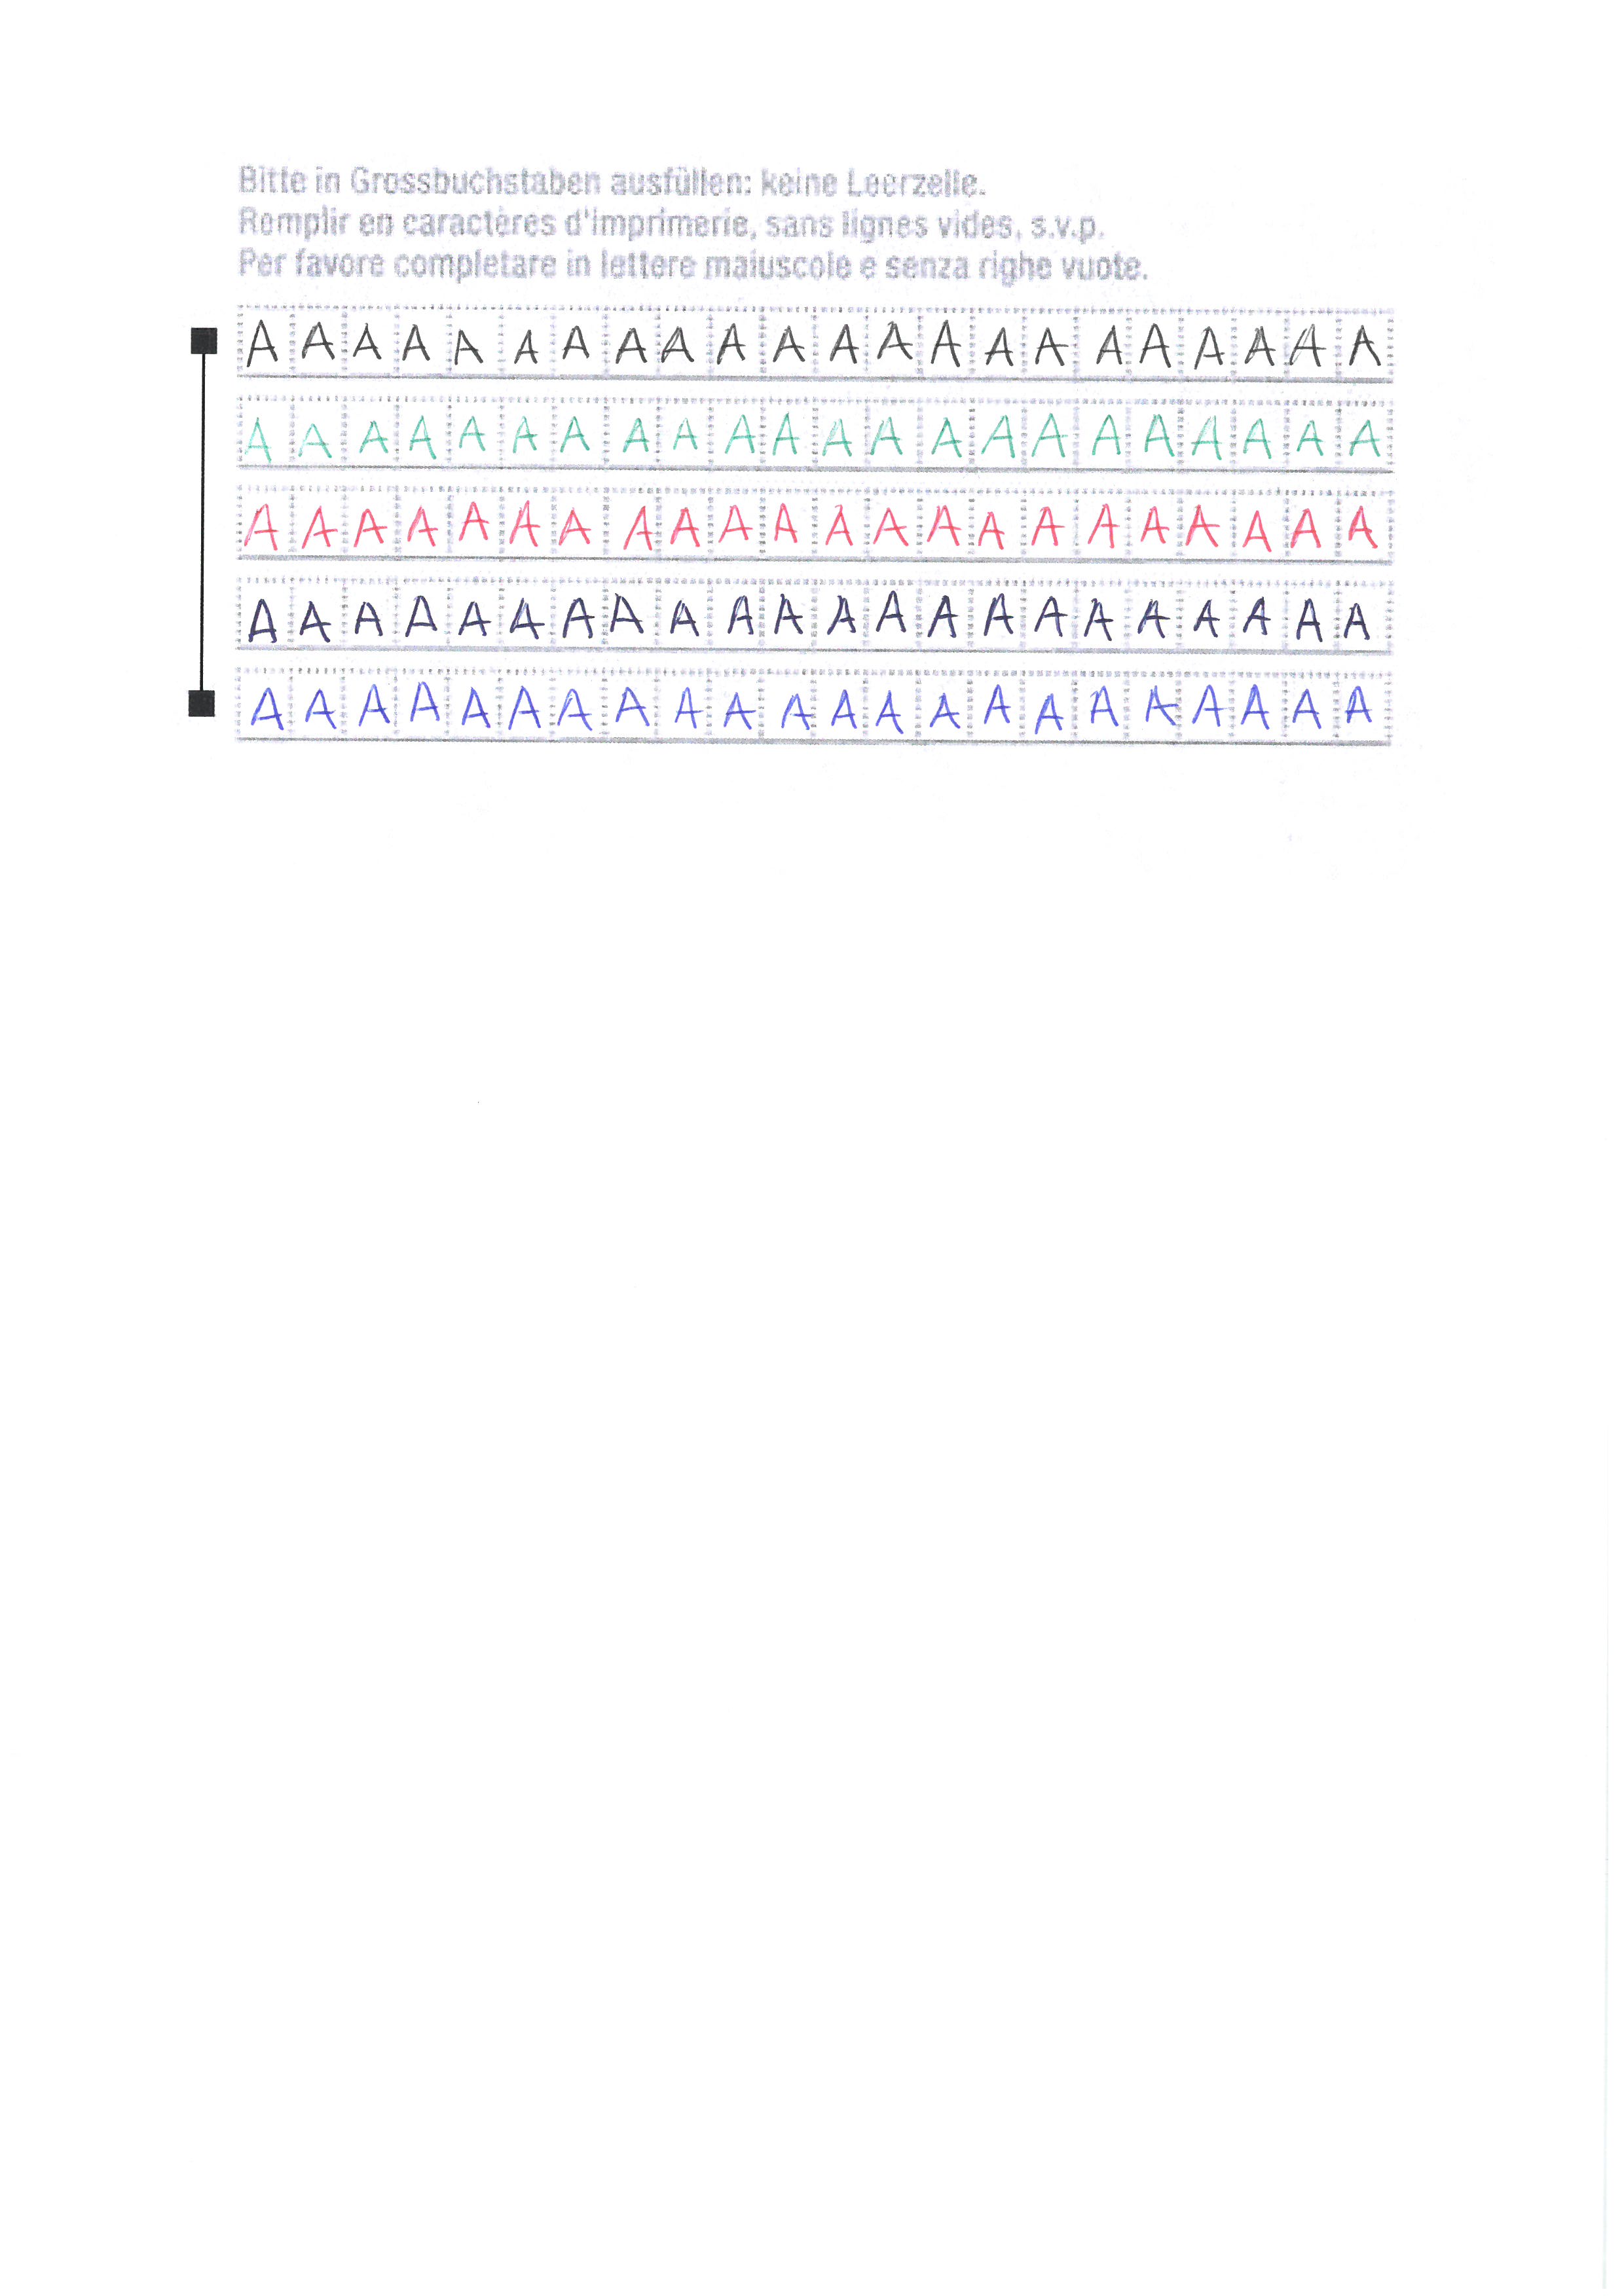 Bitte in Grossbuchstaben ausfüllen: keine Leerzeile.
Remplir en caractères d'imprimerie, sans lignes vides, s.v.p.
Per favore completare in lettere maiuscole e senza righe vuote.
A A A A A A A A A A A A A A A A A A A A A A
A A A A A A A A A A A A A A A A A A A A A A
A A A A A A A A A A A A A A A A A A A A A A
A A A A A A A A A A A A A A A A A A A A A A
A A A A A A A A A A A A A A A A A A A A A A